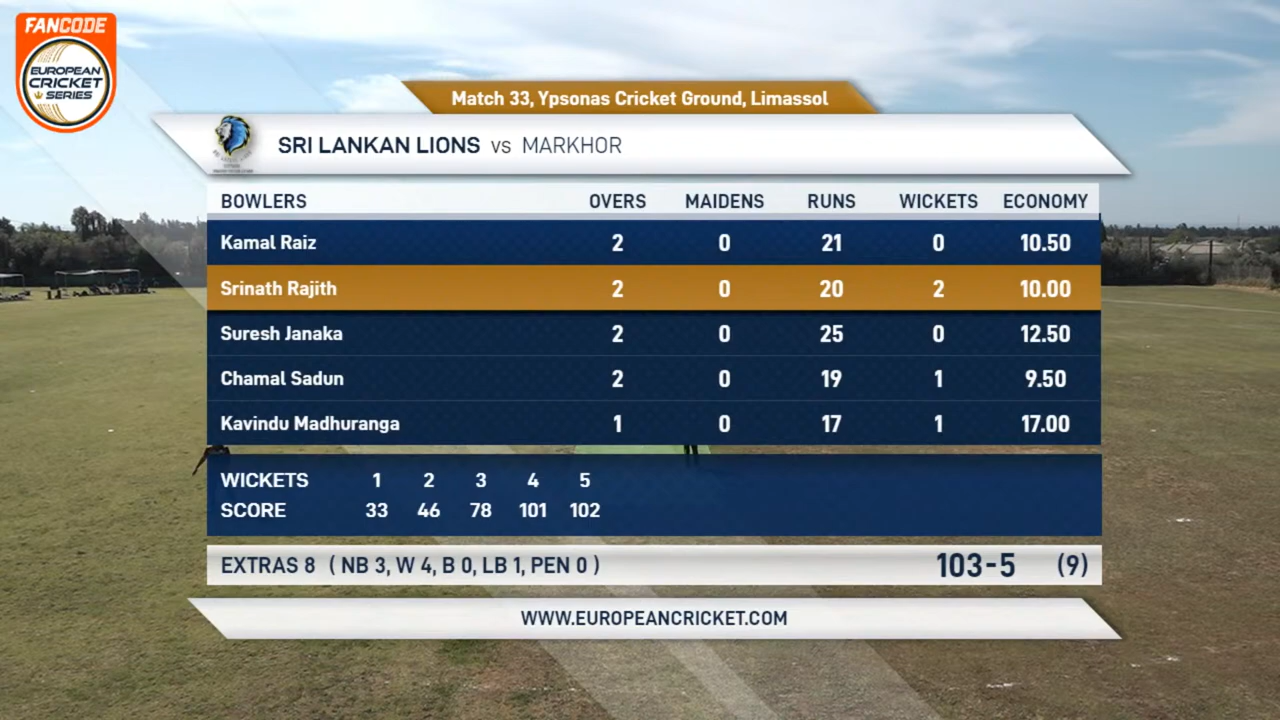 FANCODE
EUROPEAN
CRICKET
SERIES
Match 33, Ypsonas Cricket Ground, Limassol
SRI LANKAN LIONS vs MARKHOR
BOWLERS OVERS MAIDENS RUNS WICKETS ECONOMY
Kamal Raiz 2 0 21 0 10.50
Srinath Rajith 2 0 20 2 10.00
Suresh Janaka 2 0 25 0 12.50
Chamal Sadun 2 0 19 1 9.50
Kavindu Madhuranga 1 0 17 1 17.00
WICKETS 1 2 3 4 5
SCORE 33 46 78 101 102
EXTRAS 8 ( NB 3, W 4, B 0, LB 1, PEN 0 ) 103-5 (9)
WWW.EUROPEANCRICKET.COM